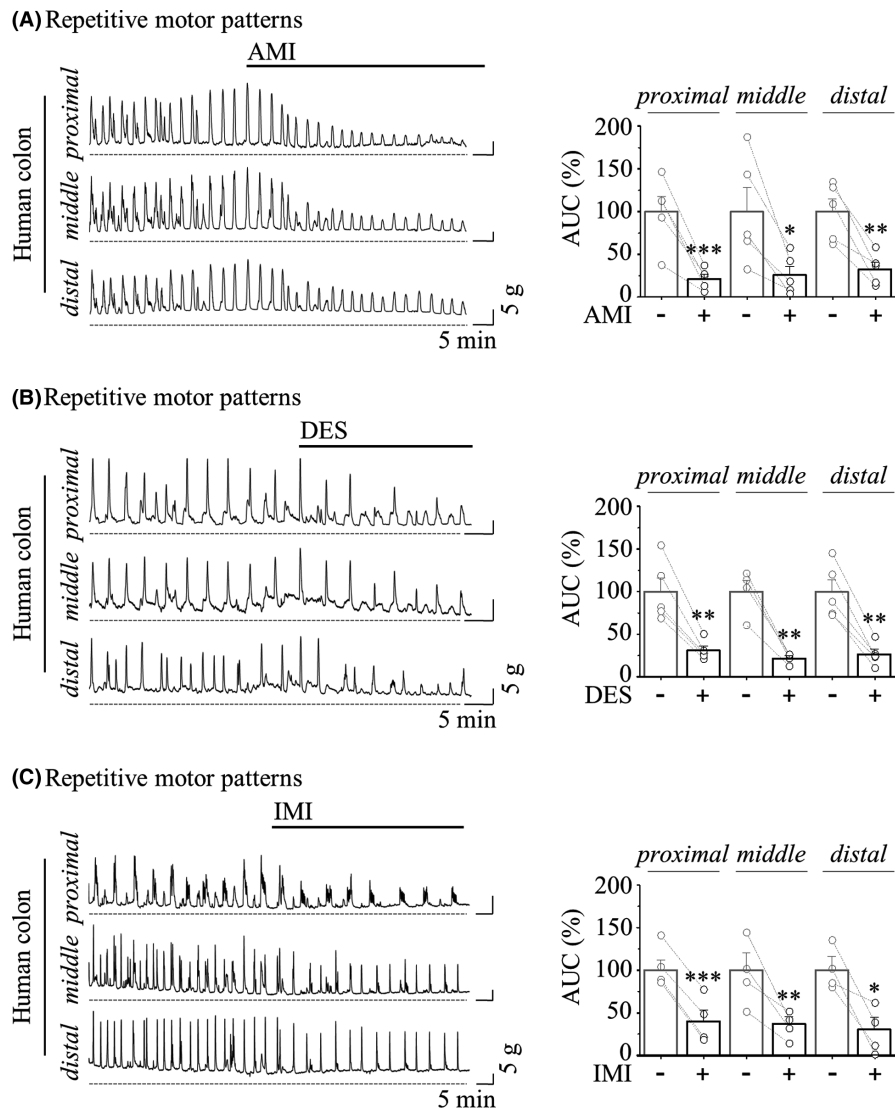 (A) Repetitive motor patterns
AMI
Human colon
proximal
middle
distal
5 g
5 min
proximal middle distal
AUC (%)
200
150
100
50
0
*** * **
AMI - + - + - +
(B) Repetitive motor patterns
DES
Human colon
proximal
middle
distal
5 g
5 min
proximal middle distal
AUC (%)
200
150
100
50
0
** ** **
DES - + - + - +
(C) Repetitive motor patterns
IMI
Human colon
proximal
middle
distal
5 g
5 min
proximal middle distal
AUC (%)
200
150
100
50
0
*** ** *
IMI - + - + - +